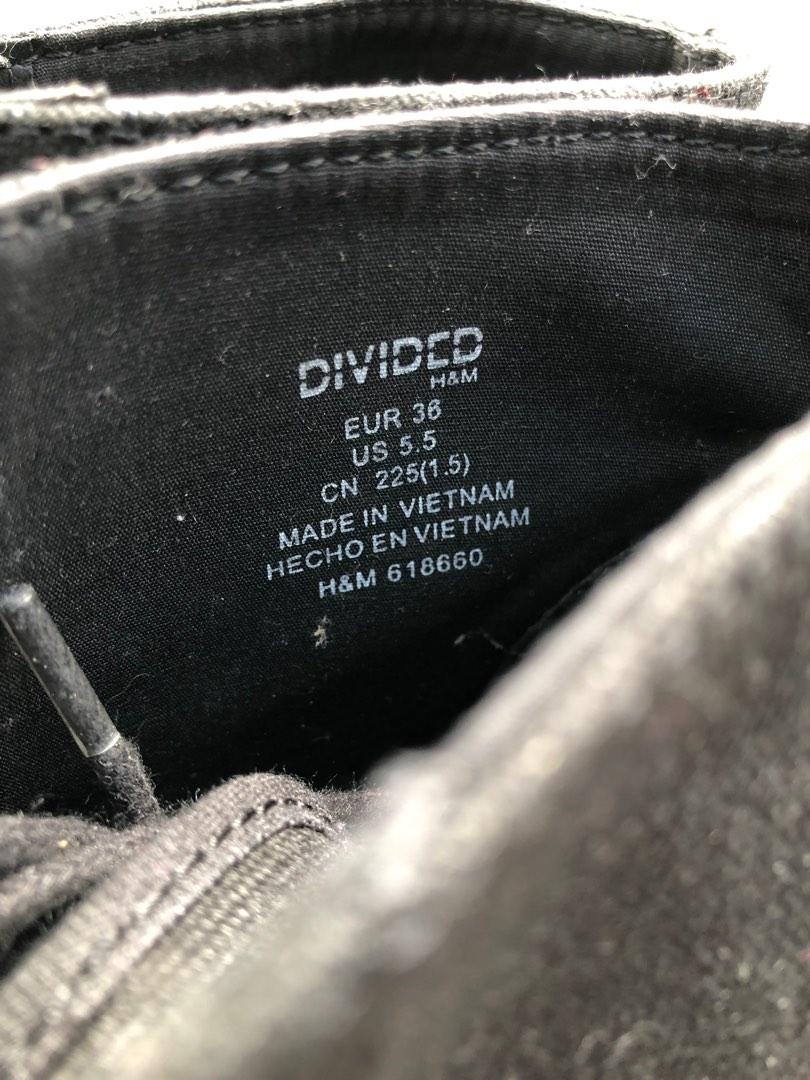 DIVIDED
H&M
EUR 36
US 5.5
CN 225(1.5)
MADE IN VIETNAM
HECHO EN VIETNAM
H&M 618660